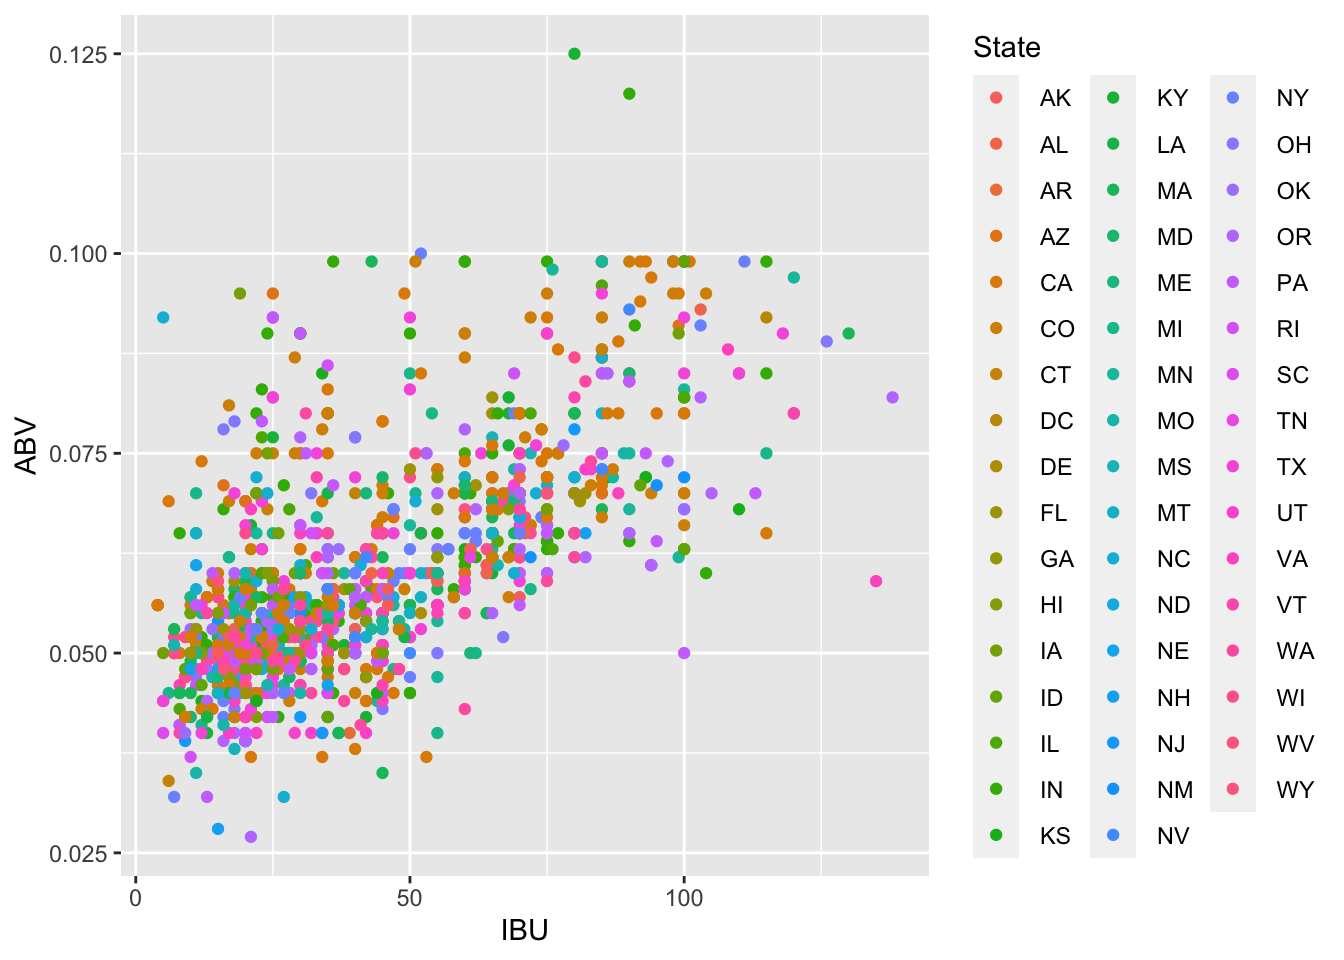 State
AK KY NY
AL LA OH
AR MA OK
AZ MD OR
CA ME PA
CO MI RI
CT MN SC
DC MO TN
DE MS TX
FL MT UT
GA NC VA
HI ND VT
IA NE WA
ID NH WI
IL NJ WV
IN NM WY
KS NV
ABV
0.125
0.100
0.075
0.050
0.025
0 50 100
IBU